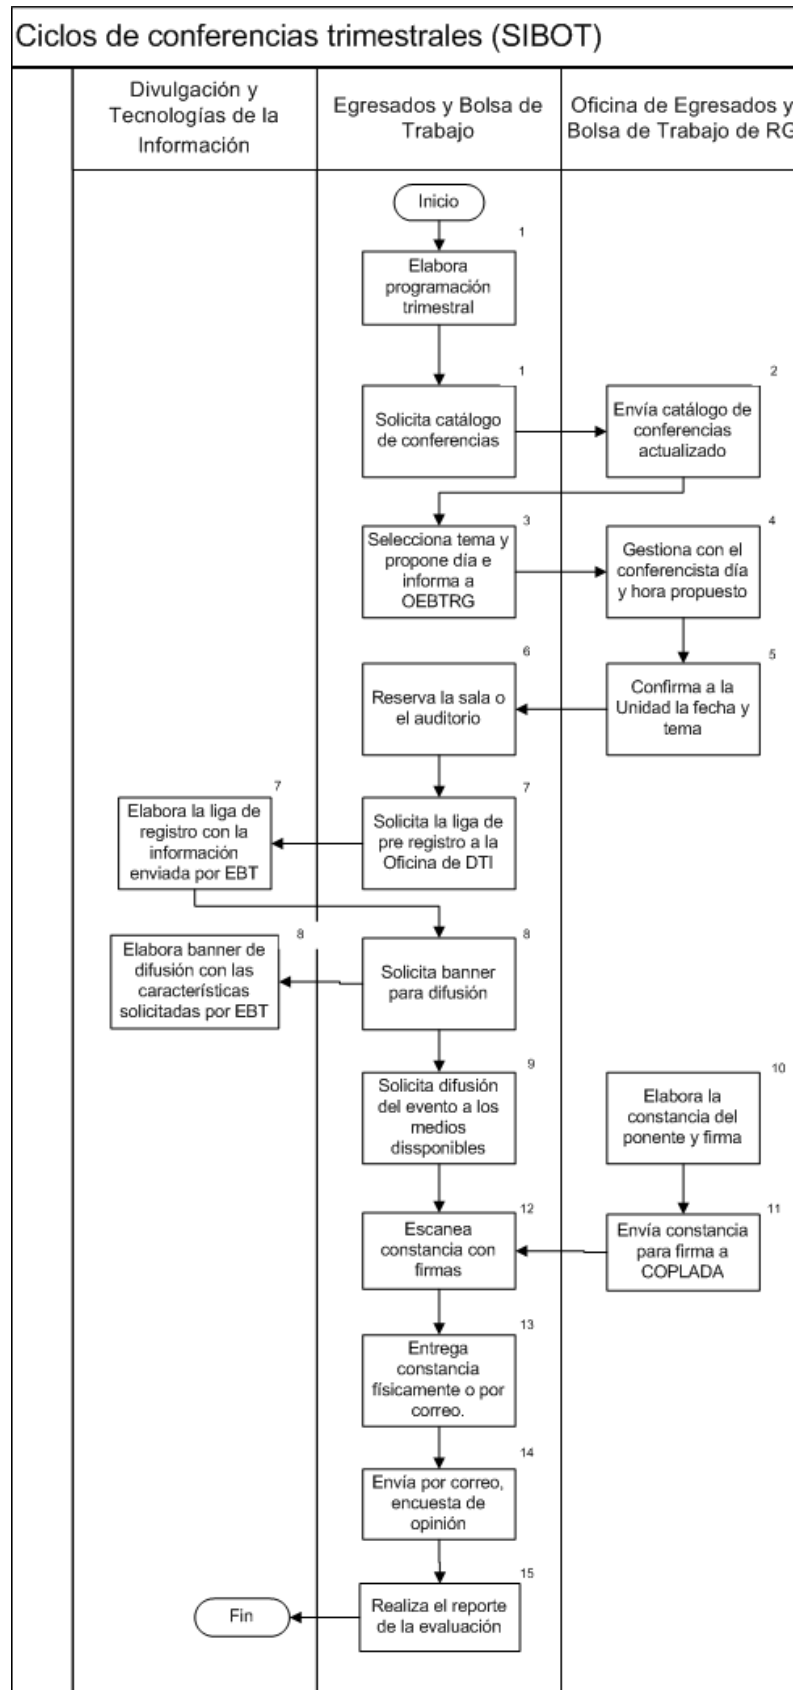 Ciclos de conferencias trimestrales (SIBOT)
Divulgación y
Tecnologías de la
Información
Egresados y Bolsa de
Trabajo
Oficina de Egresados y
Bolsa de Trabajo de RG
Inicio
1
Elabora
programación
trimestral
1
Solicita catálogo
de conferencias
2
Envía catálogo de
conferencias
actualizado
3
Selecciona tema y
propone día e
informa a
OEBTRG
4
Gestiona con el
conferencista día
y hora propuesto
5
Confirma a la
Unidad la fecha y
tema
6
Reserva la sala o
el auditorio
7
Solicita la liga de
pre registro a la
Oficina de DTI
7
Elabora la liga de
registro con la
información
enviada por EBT
8
Solicita banner
para difusión
8
Elabora banner de
difusión con las
características
solicitadas por EBT
9
Solicita difusión
del evento a los
medios
dissponibles
10
Elabora la
constancia del
ponente y firma
11
Envía constancia
para firma a
COPLADA
12
Escanea
constancia con
firmas
13
Entrega
constancia
físicamente o por
correo.
14
Envía por correo,
encuesta de
opinión
15
Realiza el reporte
de la evaluación
Fin